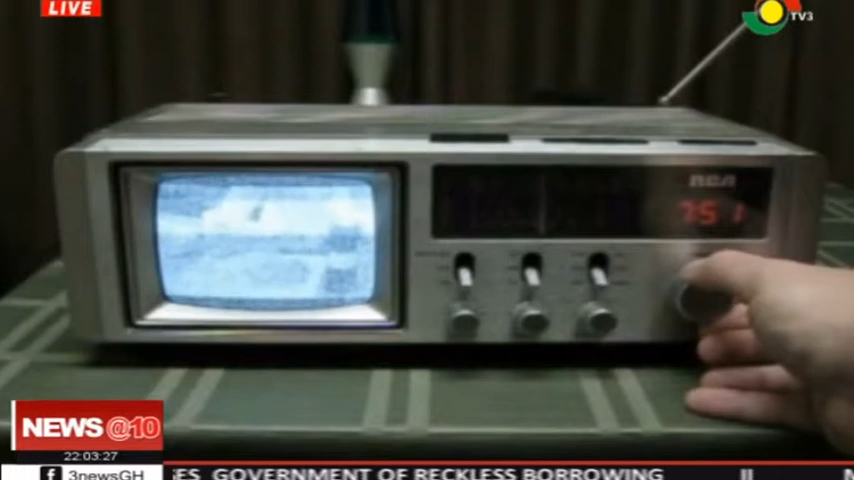 LIVE
TV3
RCA
751
NEWS@10
22:03:27
3newsGH
GOVERNMENT OF RECKLESS BORROWING